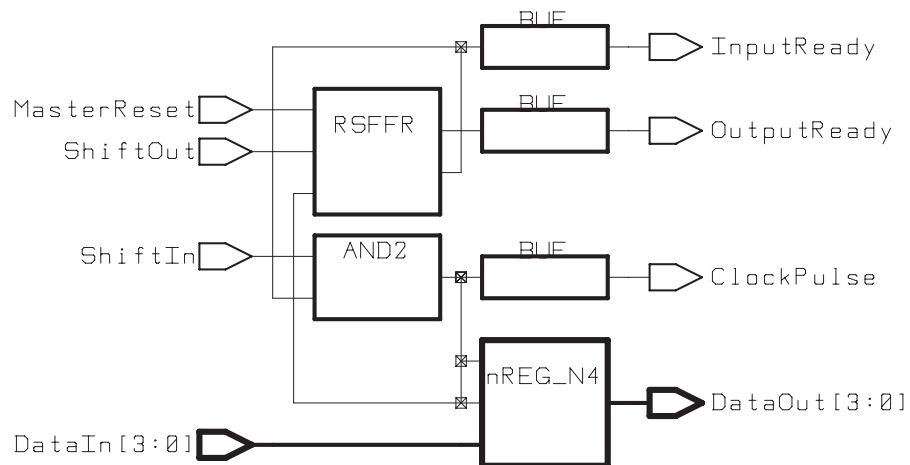 BUF
InputReady
MasterReset
RSFFR
BUF
OutputReady
ShiftOut
ShiftIn
AND2
BUF
ClockPulse
nREG_N4
DataOut[3:0]
DataIn[3:0]